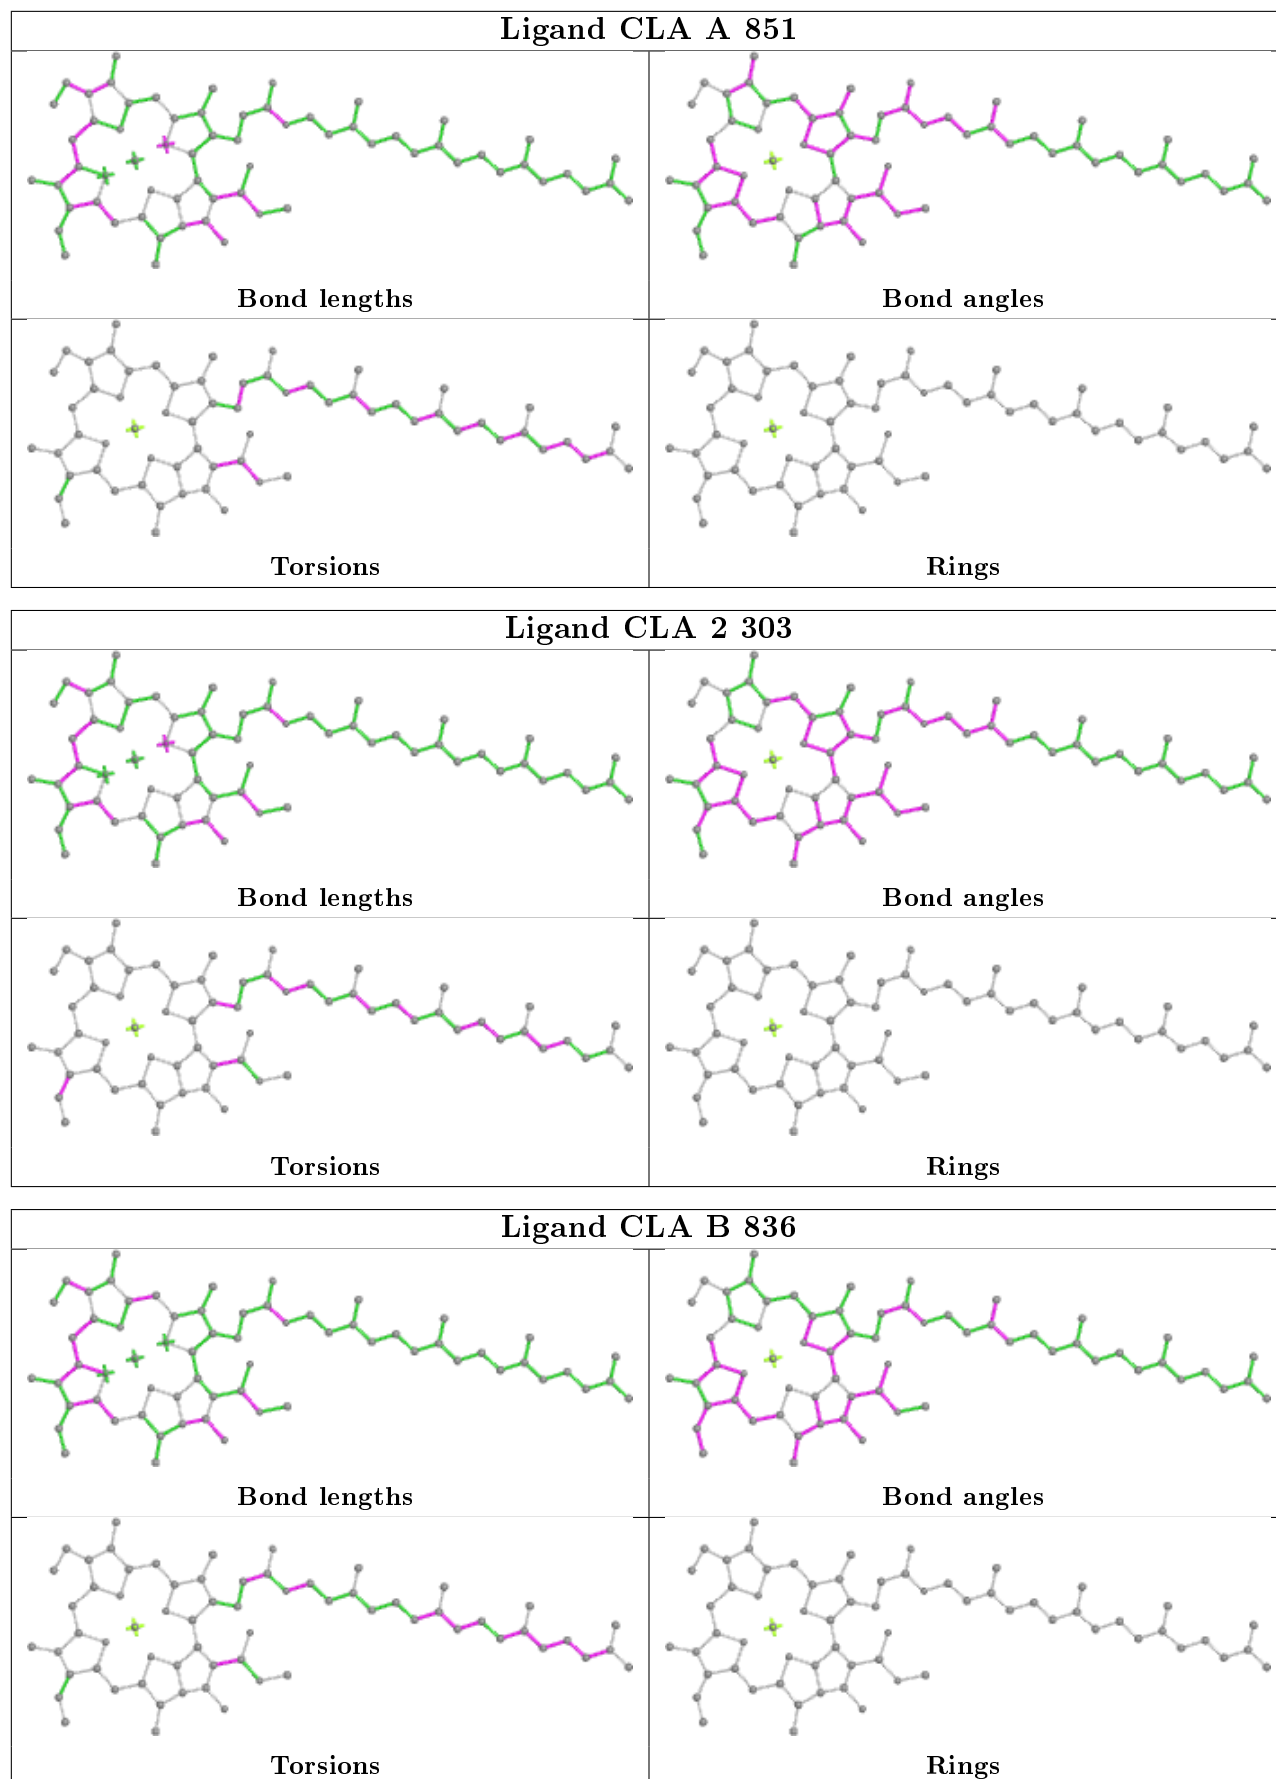 Ligand CLA A 851
Bond lengths
Bond angles
Torsions
Rings
Ligand CLA 2 303
Bond lengths
Bond angles
Torsions
Rings
Ligand CLA B 836
Bond lengths
Bond angles
Torsions
Rings